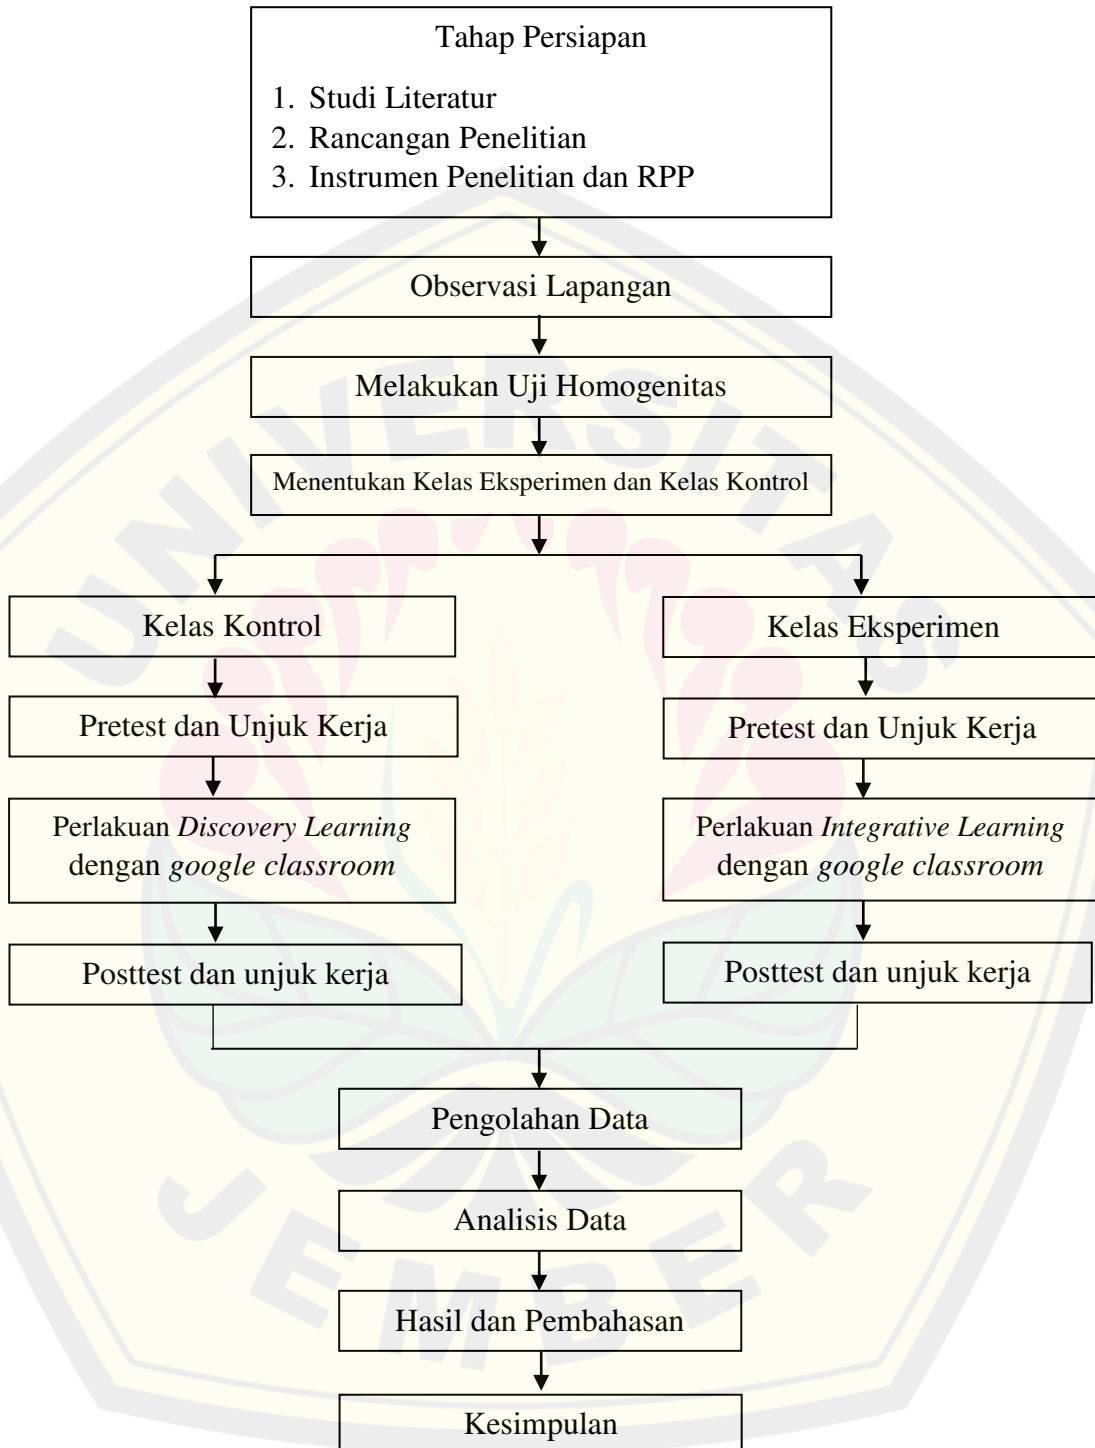 Tahap Persiapan
1. Studi Literatur
2. Rancangan Penelitian
3. Instrumen Penelitian dan RPP
Observasi Lapangan
Melakukan Uji Homogenitas
Menentukan Kelas Eksperimen dan Kelas Kontrol
Kelas Kontrol
Kelas Eksperimen
Pretest dan Unjuk Kerja
Pretest dan Unjuk Kerja
Perlakuan Discovery Learning
dengan google classroom
Perlakuan Integrative Learning
dengan google classroom
Posttest dan unjuk kerja
Posttest dan unjuk kerja
Pengolahan Data
Analisis Data
Hasil dan Pembahasan
Kesimpulan
UNIVERSITAS
JEMBER